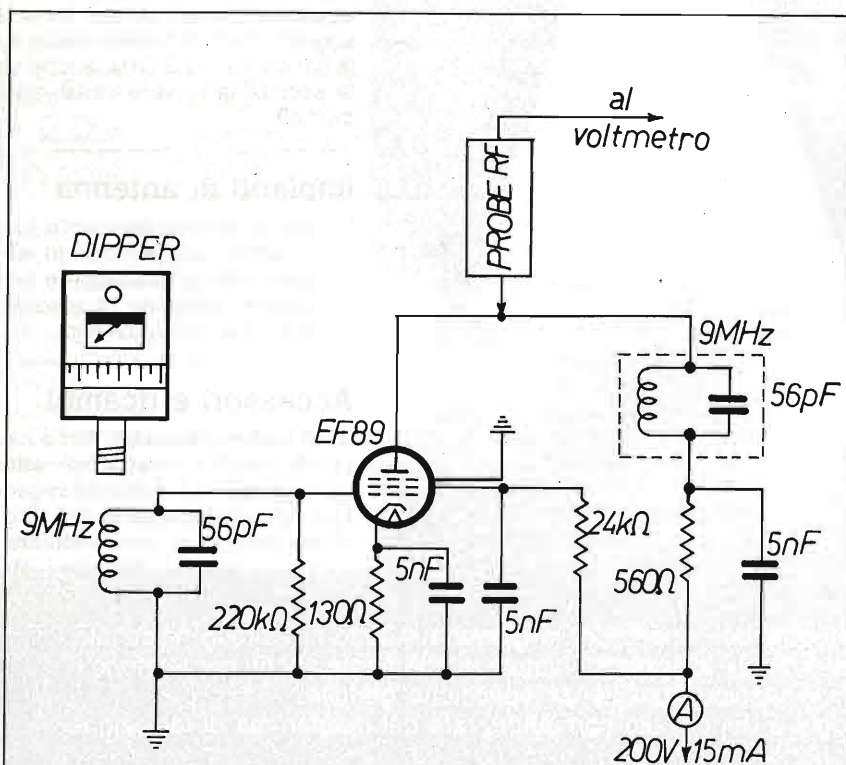 al
voltmetro
PROBE RF
DIPPER
9MHz
56pF
EF89
9MHz
56pF
24kΩ
5nF
5nF
560Ω
220kΩ
130Ω
5nF
A
200V 15mA
Impianti di antenna
Accessori e ricambi